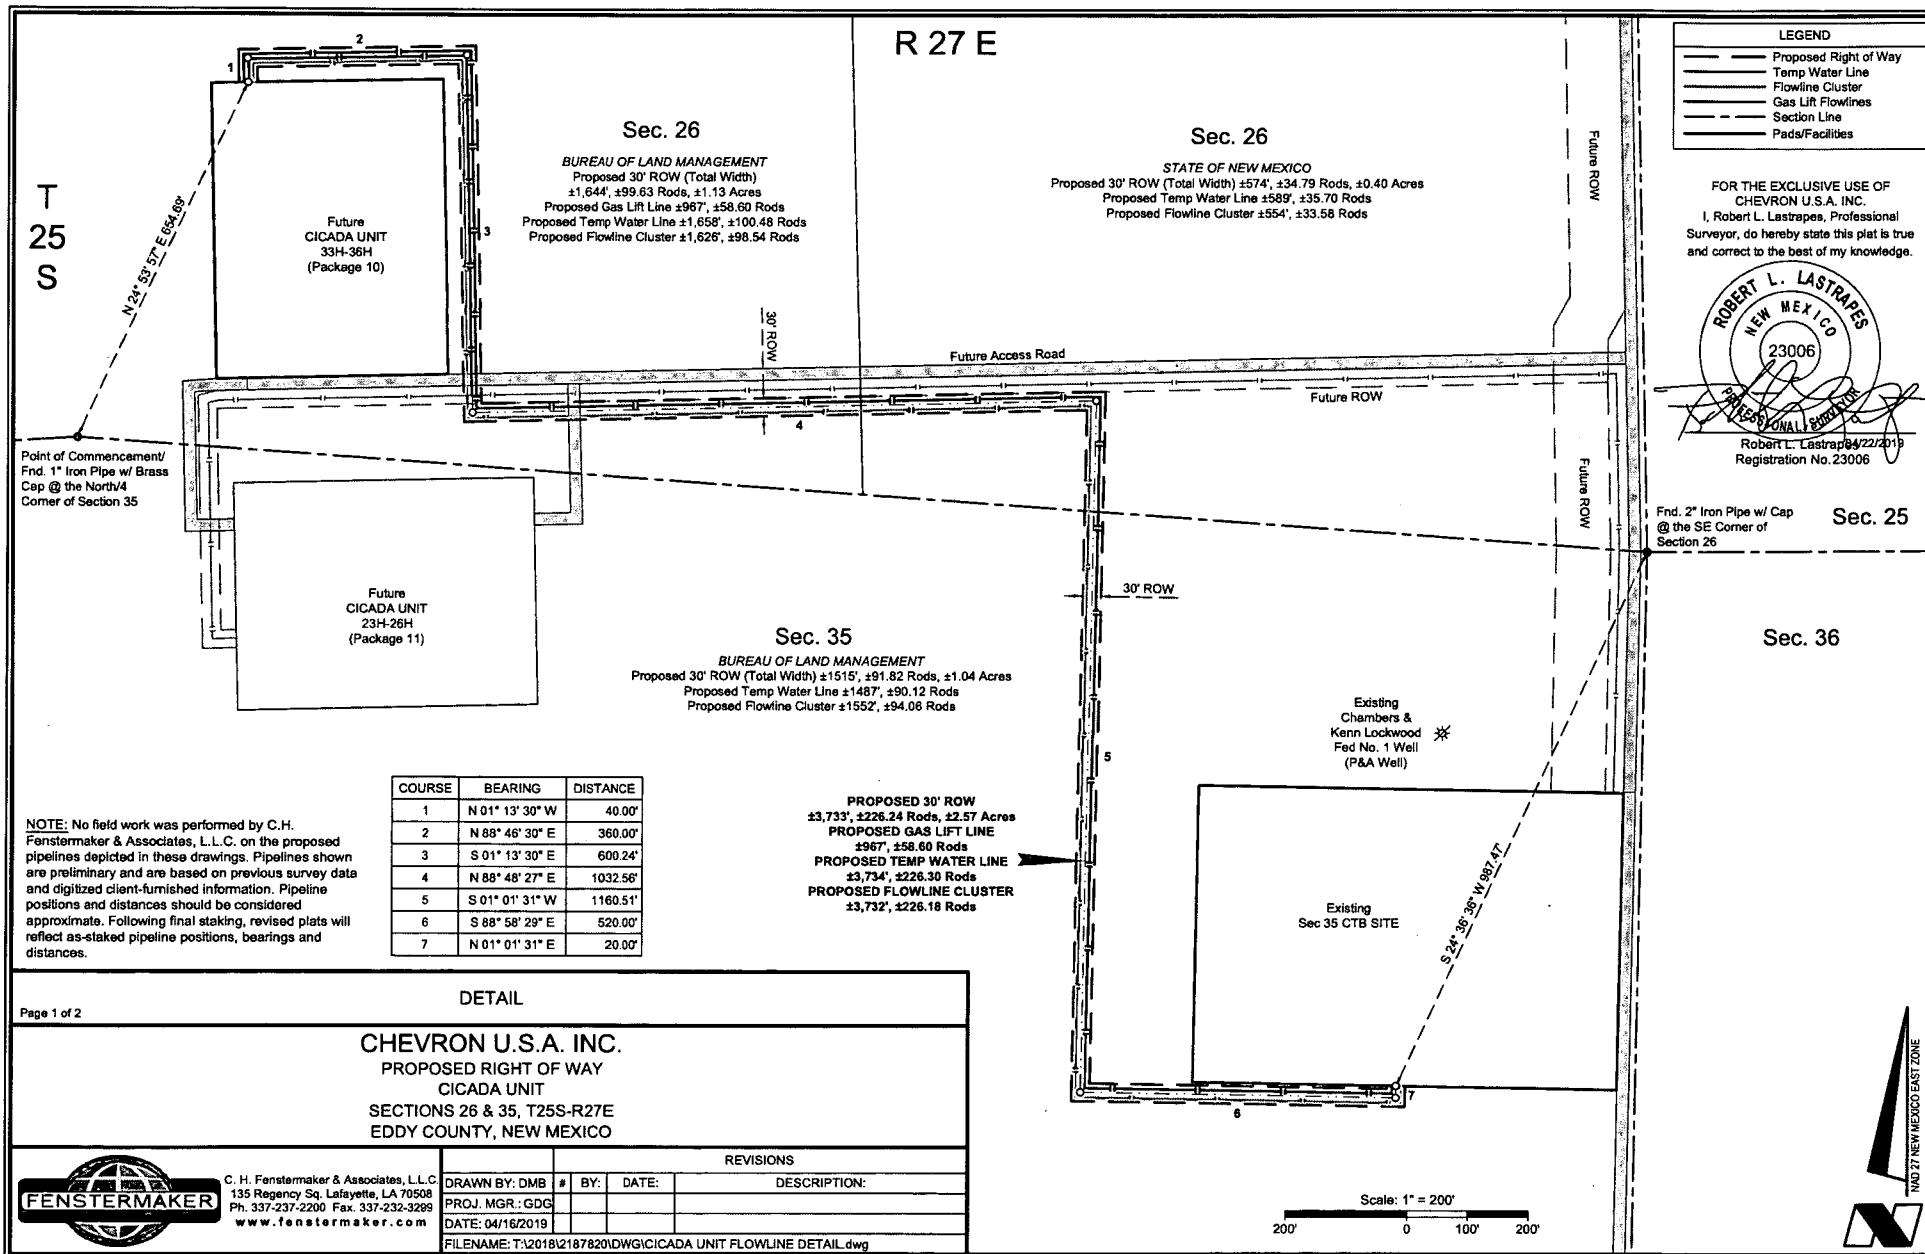 R 27 E
T
25
S
1
2
3
4
5
6
7
N 24° 53' 57" E 654.69'
Future
CICADA UNIT
33H-36H
(Package 10)
Sec. 26
BUREAU OF LAND MANAGEMENT
Proposed 30' ROW (Total Width)
±1,644', ±99.63 Rods, ±1.13 Acres
Proposed Gas Lift Line ±967', ±58.60 Rods
Proposed Temp Water Line ±1,658', ±100.48 Rods
Proposed Flowline Cluster ±1,626', ±98.54 Rods
Sec. 26
STATE OF NEW MEXICO
Proposed 30' ROW (Total Width) ±574', ±34.79 Rods, ±0.40 Acres
Proposed Temp Water Line ±589', ±35.70 Rods
Proposed Flowline Cluster ±554', ±33.58 Rods
Future ROW
30' ROW
Future Access Road
Future ROW
Future ROW
LEGEND
Proposed Right of Way
Temp Water Line
Flowline Cluster
Gas Lift Flowlines
Section Line
Pads/Facilities
FOR THE EXCLUSIVE USE OF
CHEVRON U.S.A. INC.
I, Robert L. Lastrapes, Professional
Surveyor, do hereby state this plat is true
and correct to the best of my knowledge.
ROBERT L. LASTRAPES
NEW MEXICO
23006
PROFESSIONAL SURVEYOR
Robert L. Lastrapes 04/22/2019
Registration No. 23006
Point of Commencement/
Fnd. 1" Iron Pipe w/ Brass
Cap @ the North/4
Corner of Section 35
Fnd. 2" Iron Pipe w/ Cap
@ the SE Corner of
Section 26
Sec. 25
Sec. 36
Future
CICADA UNIT
23H-26H
(Package 11)
30' ROW
Sec. 35
BUREAU OF LAND MANAGEMENT
Proposed 30' ROW (Total Width) ±1515', ±91.82 Rods, ±1.04 Acres
Proposed Temp Water Line ±1487', ±90.12 Rods
Proposed Flowline Cluster ±1552', ±94.06 Rods
Existing
Chambers &
Kenn Lockwood
Fed No. 1 Well
(P&A Well)
Existing
Sec 35 CTB SITE
S 24° 36' 36" W 987.47'
PROPOSED 30' ROW
±3,733', ±226.24 Rods, ±2.57 Acres
PROPOSED GAS LIFT LINE
±967', ±58.60 Rods
PROPOSED TEMP WATER LINE
±3,734', ±226.30 Rods
PROPOSED FLOWLINE CLUSTER
±3,732', ±226.18 Rods
NOTE: No field work was performed by C.H.
Fenstermaker & Associates, L.L.C. on the proposed
pipelines depicted in these drawings. Pipelines shown
are preliminary and are based on previous survey data
and digitized client-furnished information. Pipeline
positions and distances should be considered
approximate. Following final staking, revised plats will
reflect as-staked pipeline positions, bearings and
distances.
COURSE BEARING DISTANCE
1 N 01° 13' 30" W 40.00'
2 N 88° 46' 30" E 360.00'
3 S 01° 13' 30" E 600.24'
4 N 88° 48' 27" E 1032.56'
5 S 01° 01' 31" W 1160.51'
6 S 88° 58' 29" E 520.00'
7 N 01° 01' 31" E 20.00'
DETAIL
Page 1 of 2
CHEVRON U.S.A. INC.
PROPOSED RIGHT OF WAY
CICADA UNIT
SECTIONS 26 & 35, T25S-R27E
EDDY COUNTY, NEW MEXICO
FENSTERMAKER
C. H. Fenstermaker & Associates, L.L.C.
135 Regency Sq. Lafayette, LA 70508
Ph. 337-237-2200 Fax. 337-232-3299
www.fenstermaker.com
REVISIONS
DRAWN BY: DMB # BY: DATE: DESCRIPTION:
PROJ. MGR.: GDG
DATE: 04/16/2019
FILENAME: T:\2018\2187820\DWG\CICADA UNIT FLOWLINE DETAIL.dwg
Scale: 1" = 200'
200' 0 100' 200'
NAD 27 NEW MEXICO EAST ZONE